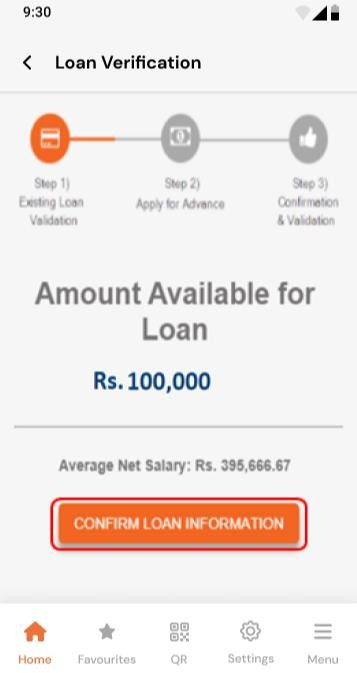 9:30
Loan Verification
Step 1)
Existing Loan
Validation
Step 2)
Apply for Advance
Step 3)
Confirmation
& Validation
Amount Available for
Loan
Rs. 100,000
Average Net Salary: Rs. 395,666.67
CONFIRM LOAN INFORMATION
Home
Favourites
QR
Settings
Menu